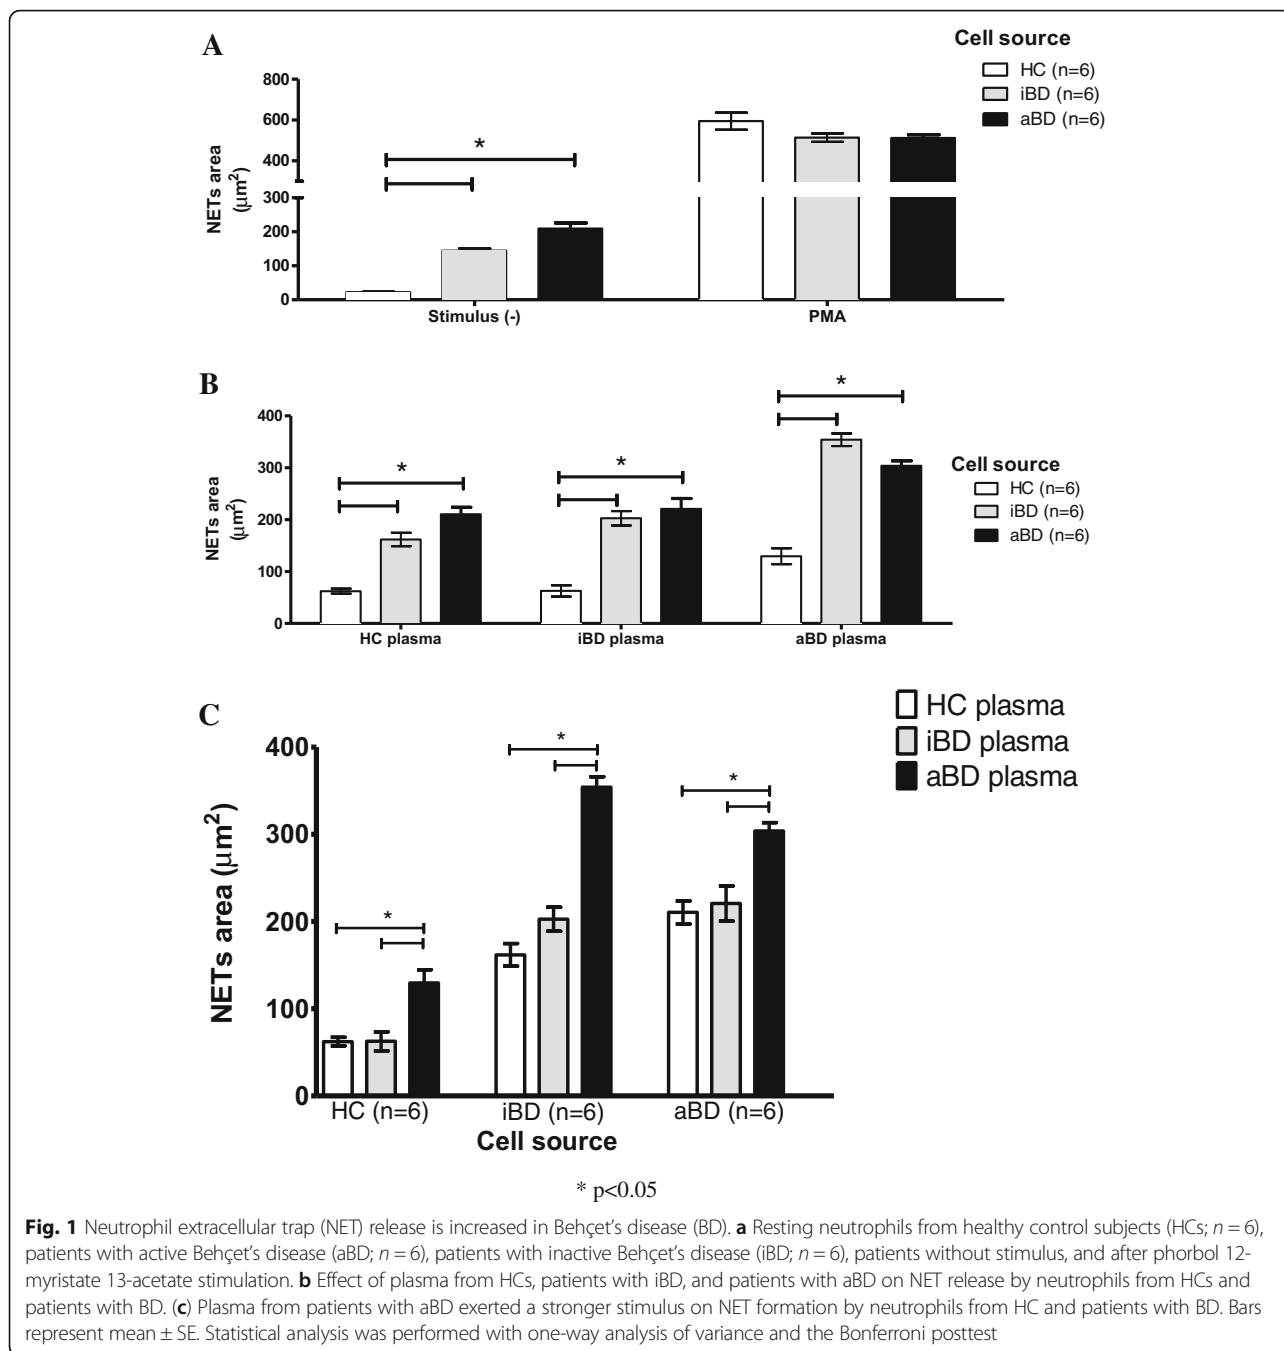 A
Cell source
HC (n=6)
iBD (n=6)
aBD (n=6)
800
600
400
300
200
100
0
NETs area
(μm²)
*
Stimulus (-)
PMA
B
400
300
200
100
0
NETs area
(μm²)
*
*
*
HC plasma
iBD plasma
aBD plasma
Cell source
HC (n=6)
iBD (n=6)
aBD (n=6)
C
HC plasma
iBD plasma
aBD plasma
400
300
200
100
0
NETs area (μm²)
*
*
*
HC (n=6)
iBD (n=6)
aBD (n=6)
Cell source
* p<0.05
Fig. 1 Neutrophil extracellular trap (NET) release is increased in Behçet's disease (BD). a Resting neutrophils from healthy control subjects (HCs; n = 6),
patients with active Behçet's disease (aBD; n = 6), patients with inactive Behçet's disease (iBD; n = 6), patients without stimulus, and after phorbol 12-
myristate 13-acetate stimulation. b Effect of plasma from HCs, patients with iBD, and patients with aBD on NET release by neutrophils from HCs and
patients with BD. (c) Plasma from patients with aBD exerted a stronger stimulus on NET formation by neutrophils from HC and patients with BD. Bars
represent mean ± SE. Statistical analysis was performed with one-way analysis of variance and the Bonferroni posttest